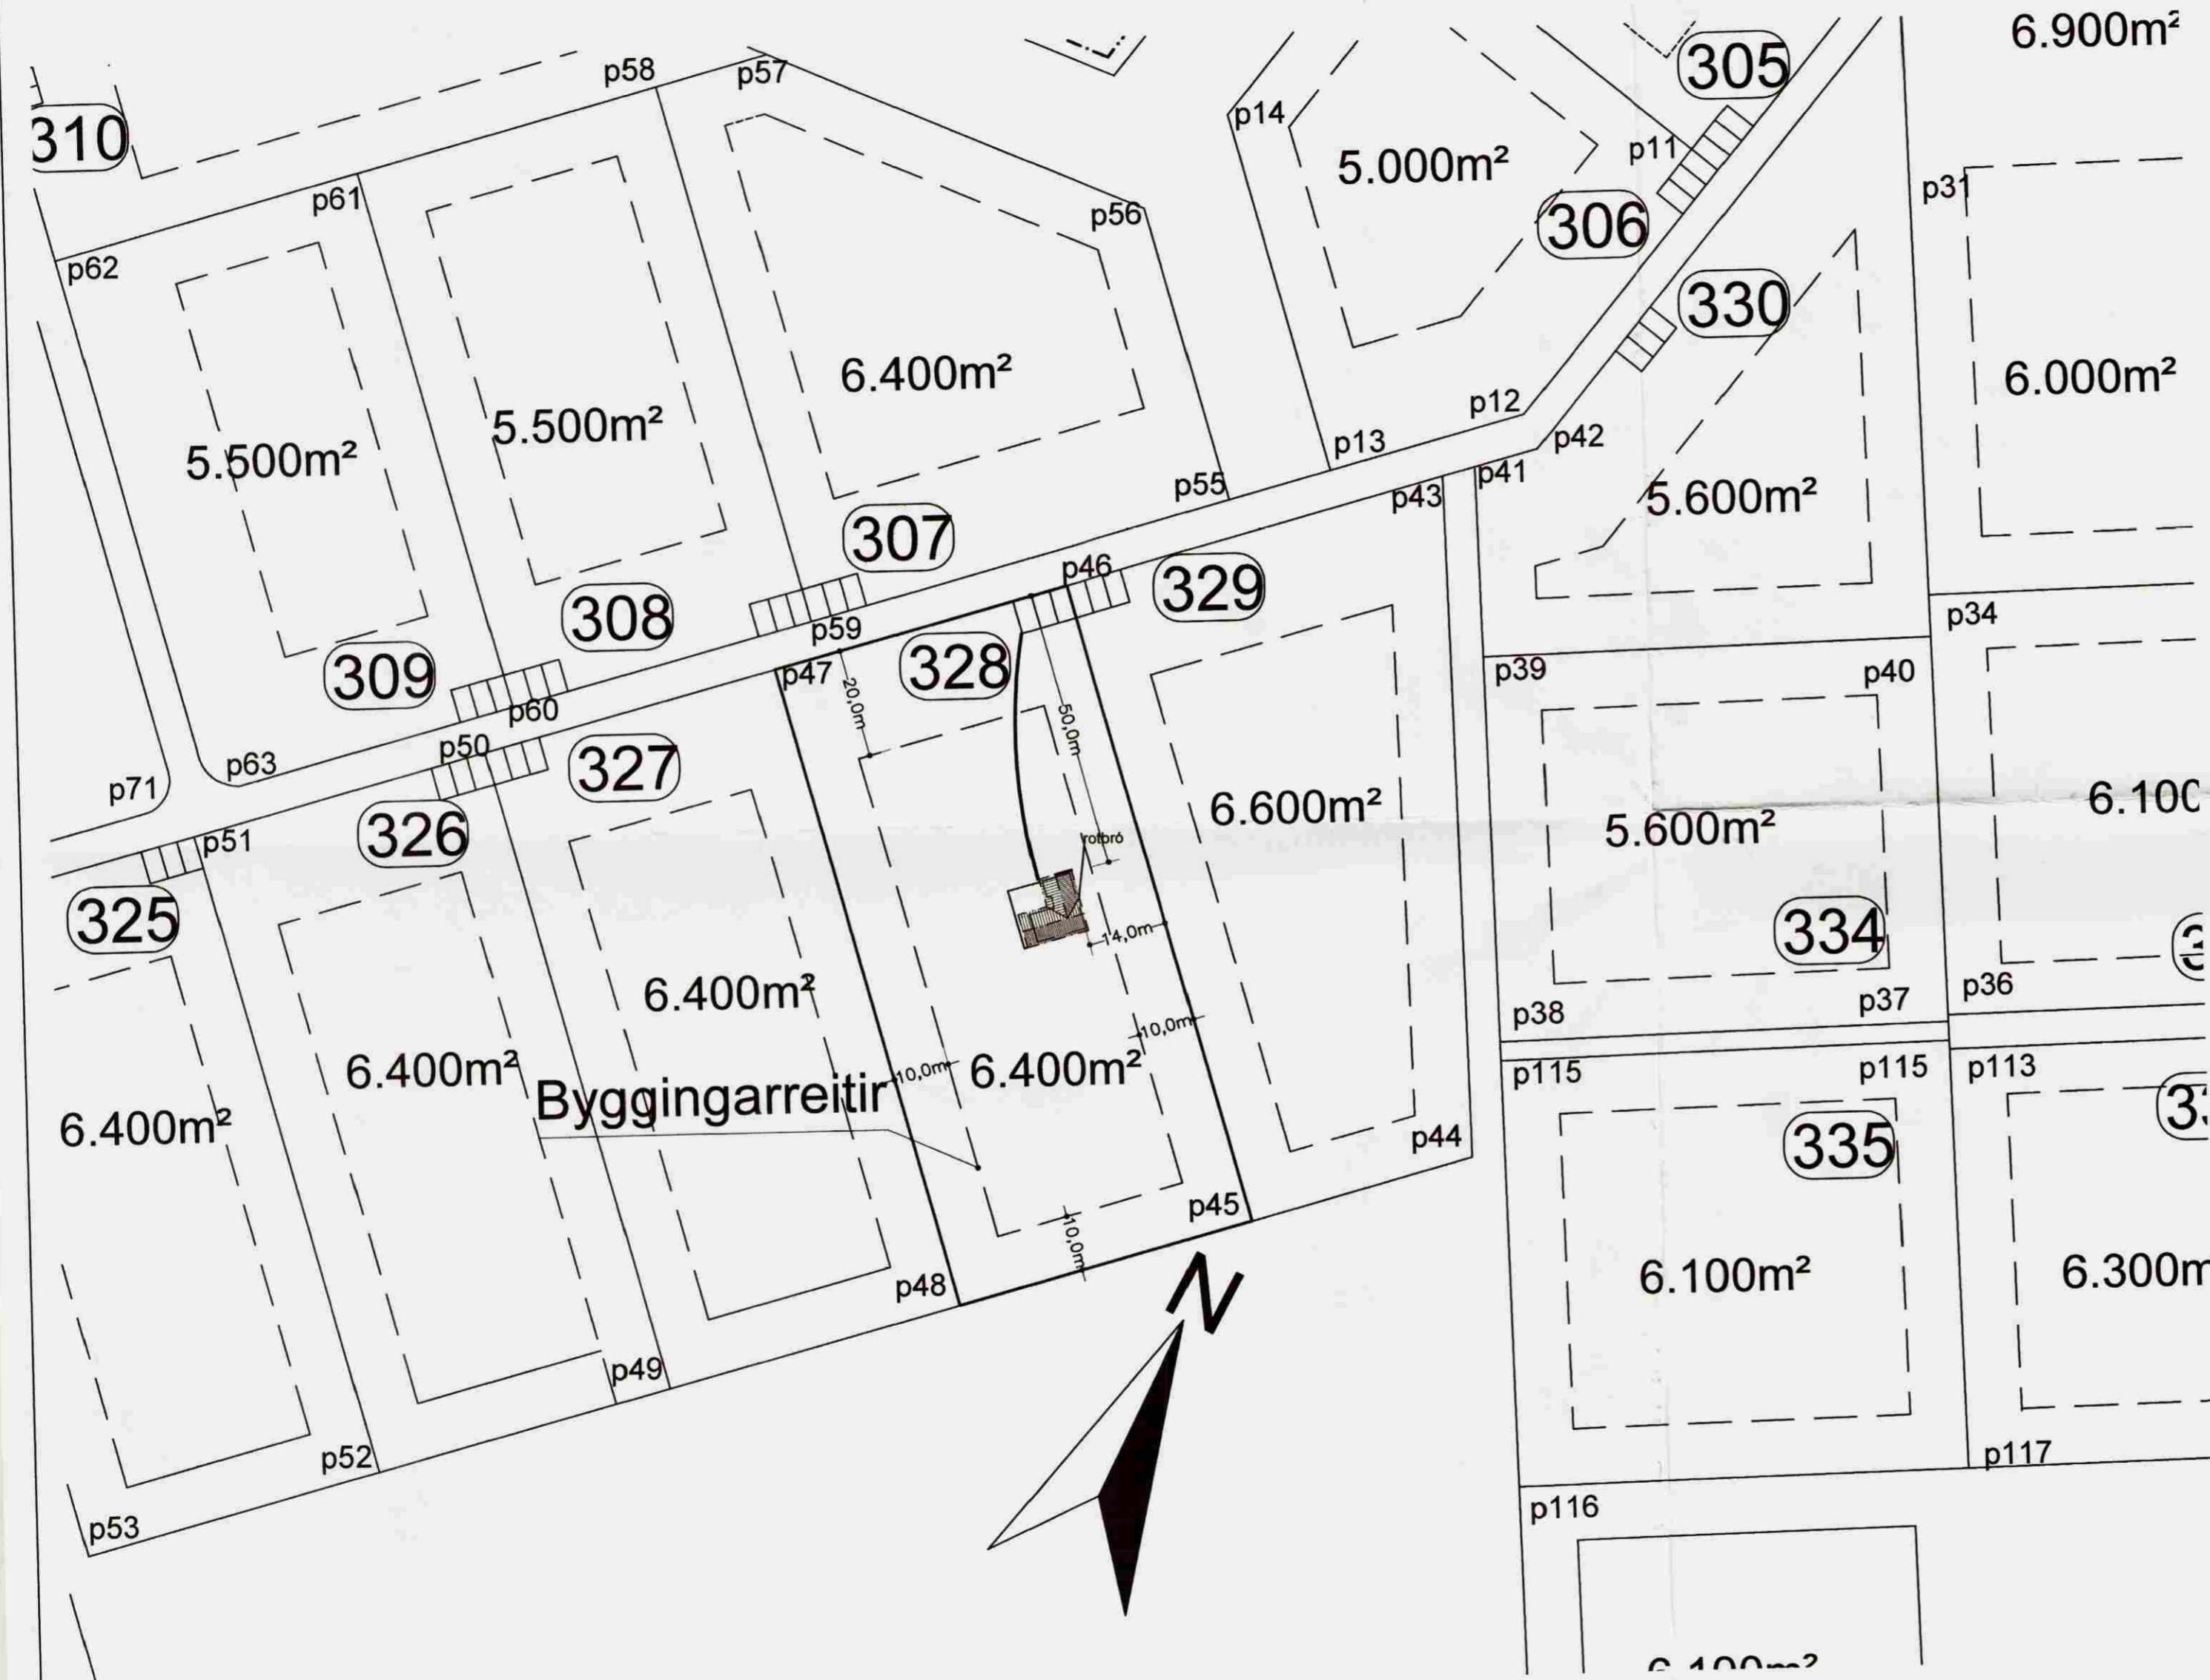 6.900m²
305
p58
p57
310
p14
5.000m²
p11
p61
p31
p56
306
p62
330
6.400m²
6.000m²
p12
5.500m²
p13
p42
5.500m²
p55
p41
p43
5.600m²
307
p46
329
308
p59
p34
328
p47
309
20,0m
p39
p40
p60
50,0m
p50
327
p63
p71
6.600m²
326
p51
5.600m²
rotþró
325
334
14,0m
6.400m²
p36
p37
p38
10,0m
6.400m²
10,0m
6.400m²
p115
p115
p113
Byggingarreitir
6.400m²
p44
335
p45
10,0m
p48
N
6.100m²
6.300m
p49
p52
p117
p116
p53